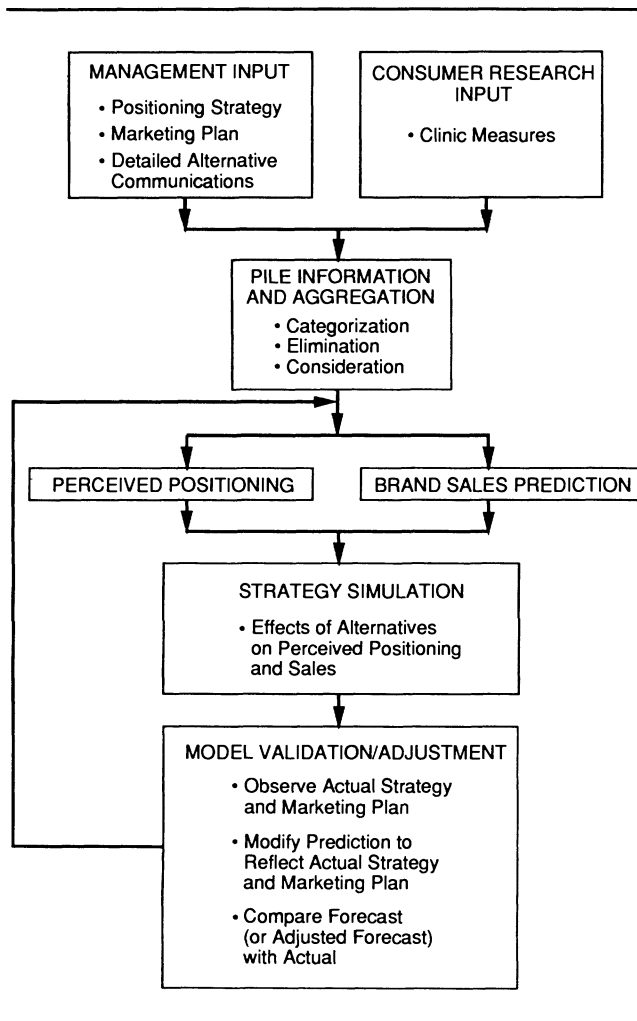 MANAGEMENT INPUT
• Positioning Strategy
• Marketing Plan
• Detailed Alternative
Communications
CONSUMER RESEARCH
INPUT
• Clinic Measures
PILE INFORMATION
AND AGGREGATION
• Categorization
• Elimination
• Consideration
PERCEIVED POSITIONING
BRAND SALES PREDICTION
STRATEGY SIMULATION
• Effects of Alternatives
on Perceived Positioning
and Sales
MODEL VALIDATION/ADJUSTMENT
• Observe Actual Strategy
and Marketing Plan
• Modify Prediction to
Reflect Actual Strategy
and Marketing Plan
• Compare Forecast
(or Adjusted Forecast)
with Actual